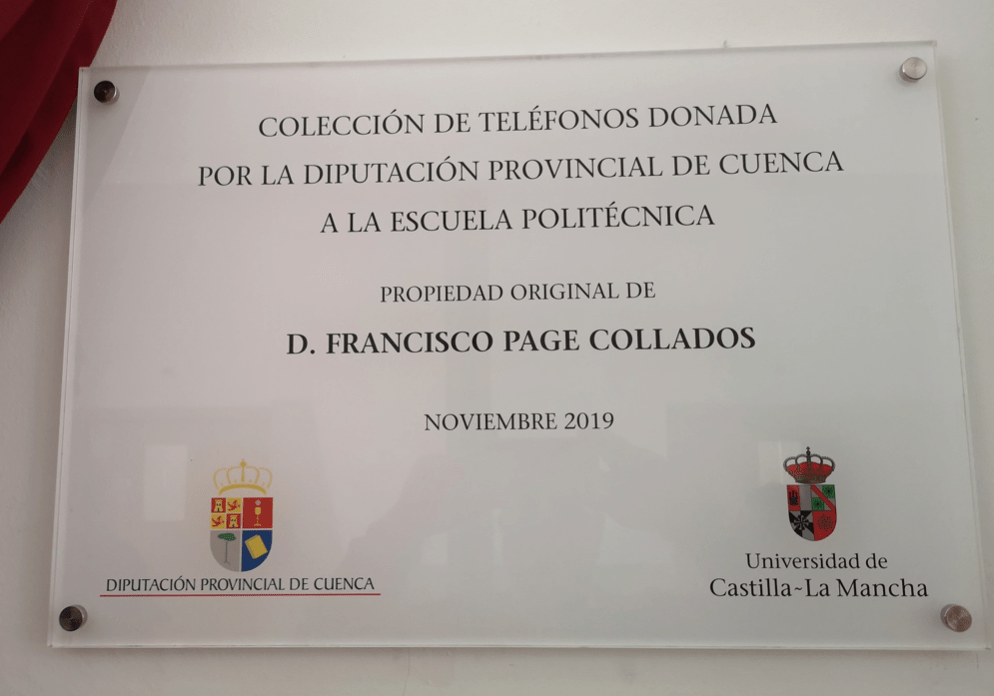 COLECCIÓN DE TELÉFONOS DONADA
POR LA DIPUTACIÓN PROVINCIAL DE CUENCA
A LA ESCUELA POLITÉCNICA
PROPIEDAD ORIGINAL DE
D. FRANCISCO PAGE COLLADOS
NOVIEMBRE 2019
DIPUTACIÓN PROVINCIAL DE CUENCA
Universidad de
Castilla~La Mancha